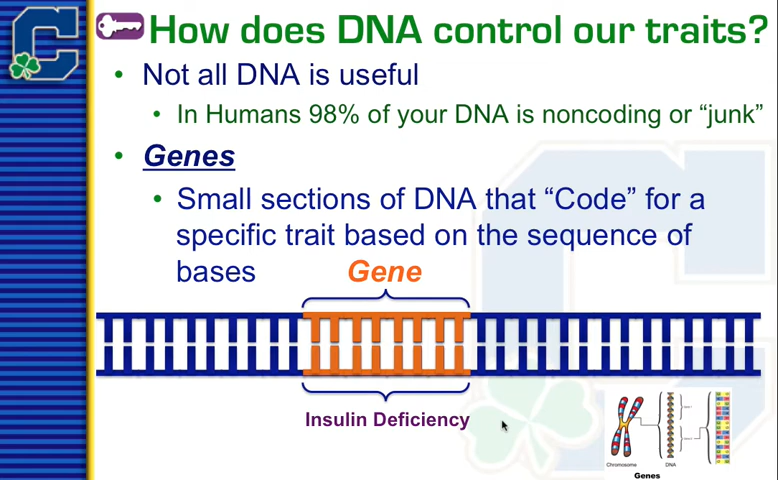 How does DNA control our traits?
• Not all DNA is useful
• In Humans 98% of your DNA is noncoding or “junk”
• Genes
• Small sections of DNA that “Code” for a
specific trait based on the sequence of
bases
Gene
Insulin Deficiency
Chromosome
DNA
Genes